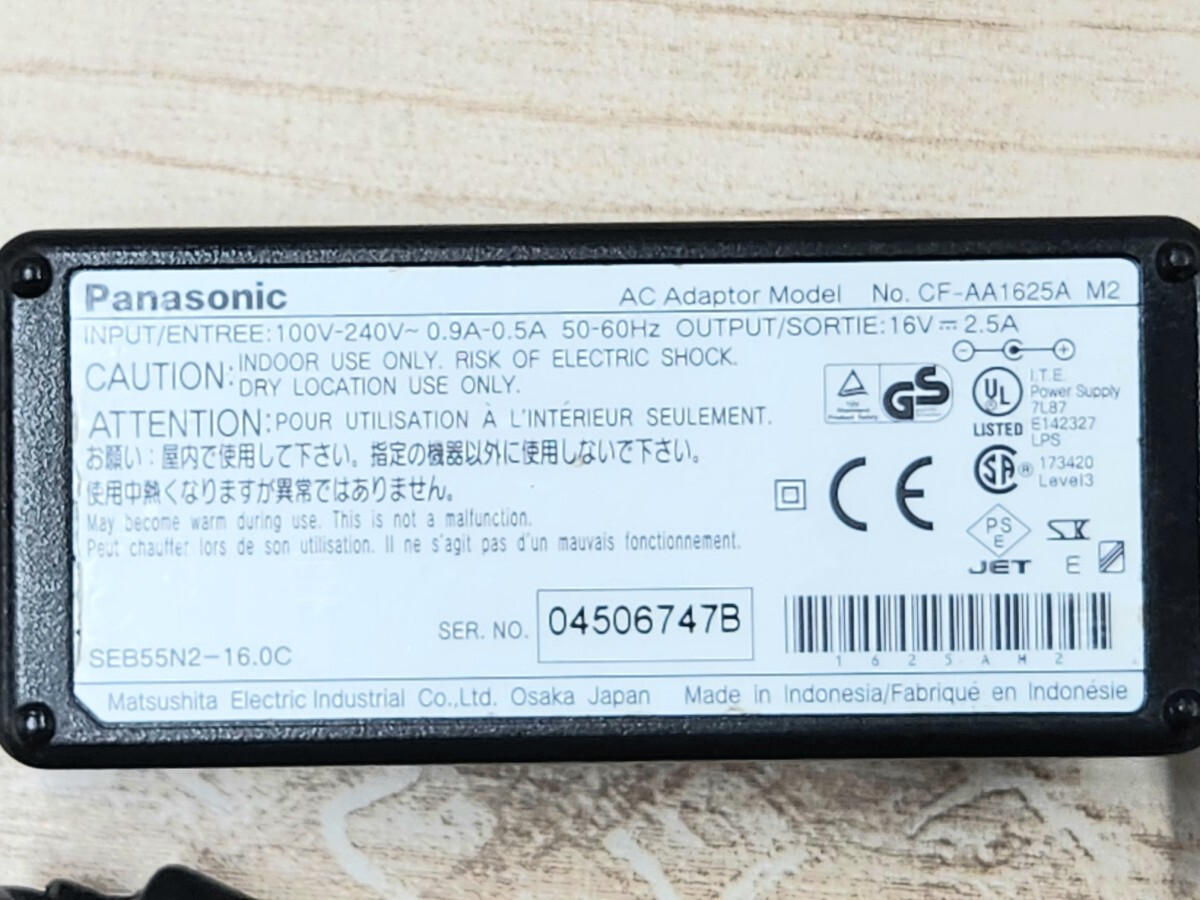 Panasonic AC Adaptor Model No. CF-AA1625A M2
INPUT/ENTREE:100V-240V~ 0.9A-0.5A 50-60Hz OUTPUT/SORTIE:16V⎓2.5A
CAUTION: INDOOR USE ONLY. RISK OF ELECTRIC SHOCK.
DRY LOCATION USE ONLY.
ATTENTION: POUR UTILISATION À L'INTÉRIEUR SEULEMENT.
お願い:屋内で使用して下さい。指定の機器以外に使用しないで下さい。
使用中熱くなりますが異常ではありません。
May become warm during use. This is not a malfunction.
Peut chauffer lors de son utilisation. Il ne s'agit pas d'un mauvais fonctionnement.
GS
UL
LISTED
I.T.E.
Power Supply
7L87
E142327
LPS
SA
173420
Level3
CE
PS
E
JET
E
SER. NO. 04506747B
1625AM2
SEB55N2-16.0C
Matsushita Electric Industrial Co.,Ltd. Osaka Japan Made in Indonesia/Fabriqué en Indonésie